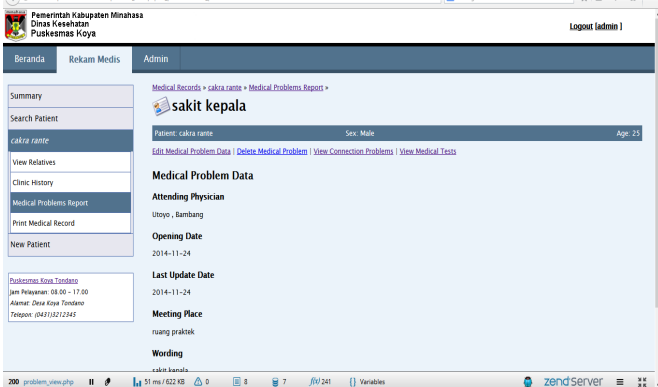 Pemerintah Kabupaten Minahasa
Dinas Kesehatan
Puskesmas Koya
Logout [admin ]
Beranda Rekam Medis Admin
Summary
Search Patient
cakra rante
View Relatives
Clinic History
Medical Problems Report
Print Medical Record
New Patient
Puskesmas Koya Tondano
Jam Pelayanan: 08.00 - 17.00
Alamat: Desa Koya Tondano
Telepon: (0431)3212345
Medical Records » cakra rante » Medical Problems Report »
sakit kepala
Patient: cakra rante Sex: Male Age: 25
Edit Medical Problem Data | Delete Medical Problem | View Connection Problems | View Medical Tests
Medical Problem Data
Attending Physician
Utoyo , Bambang
Opening Date
2014-11-24
Last Update Date
2014-11-24
Meeting Place
ruang praktek
Wording
sakit kepala
200 problem_view.php 51 ms / 622 KB 0 8 7 f(x) 241 {} Variables zend server